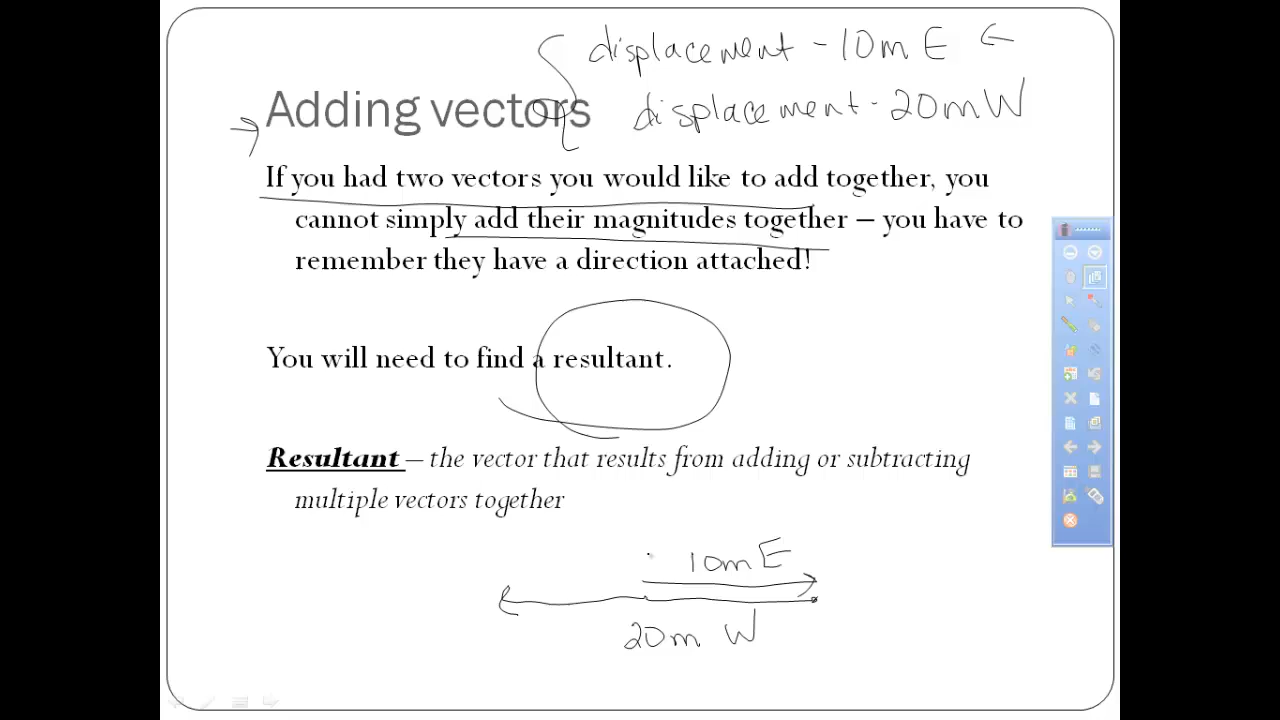 displacement - 10m E
Adding vectors
displacement - 20m W
If you had two vectors you would like to add together, you
cannot simply add their magnitudes together – you have to
remember they have a direction attached!
You will need to find a resultant.
Resultant – the vector that results from adding or subtracting
multiple vectors together
10m E
20m W